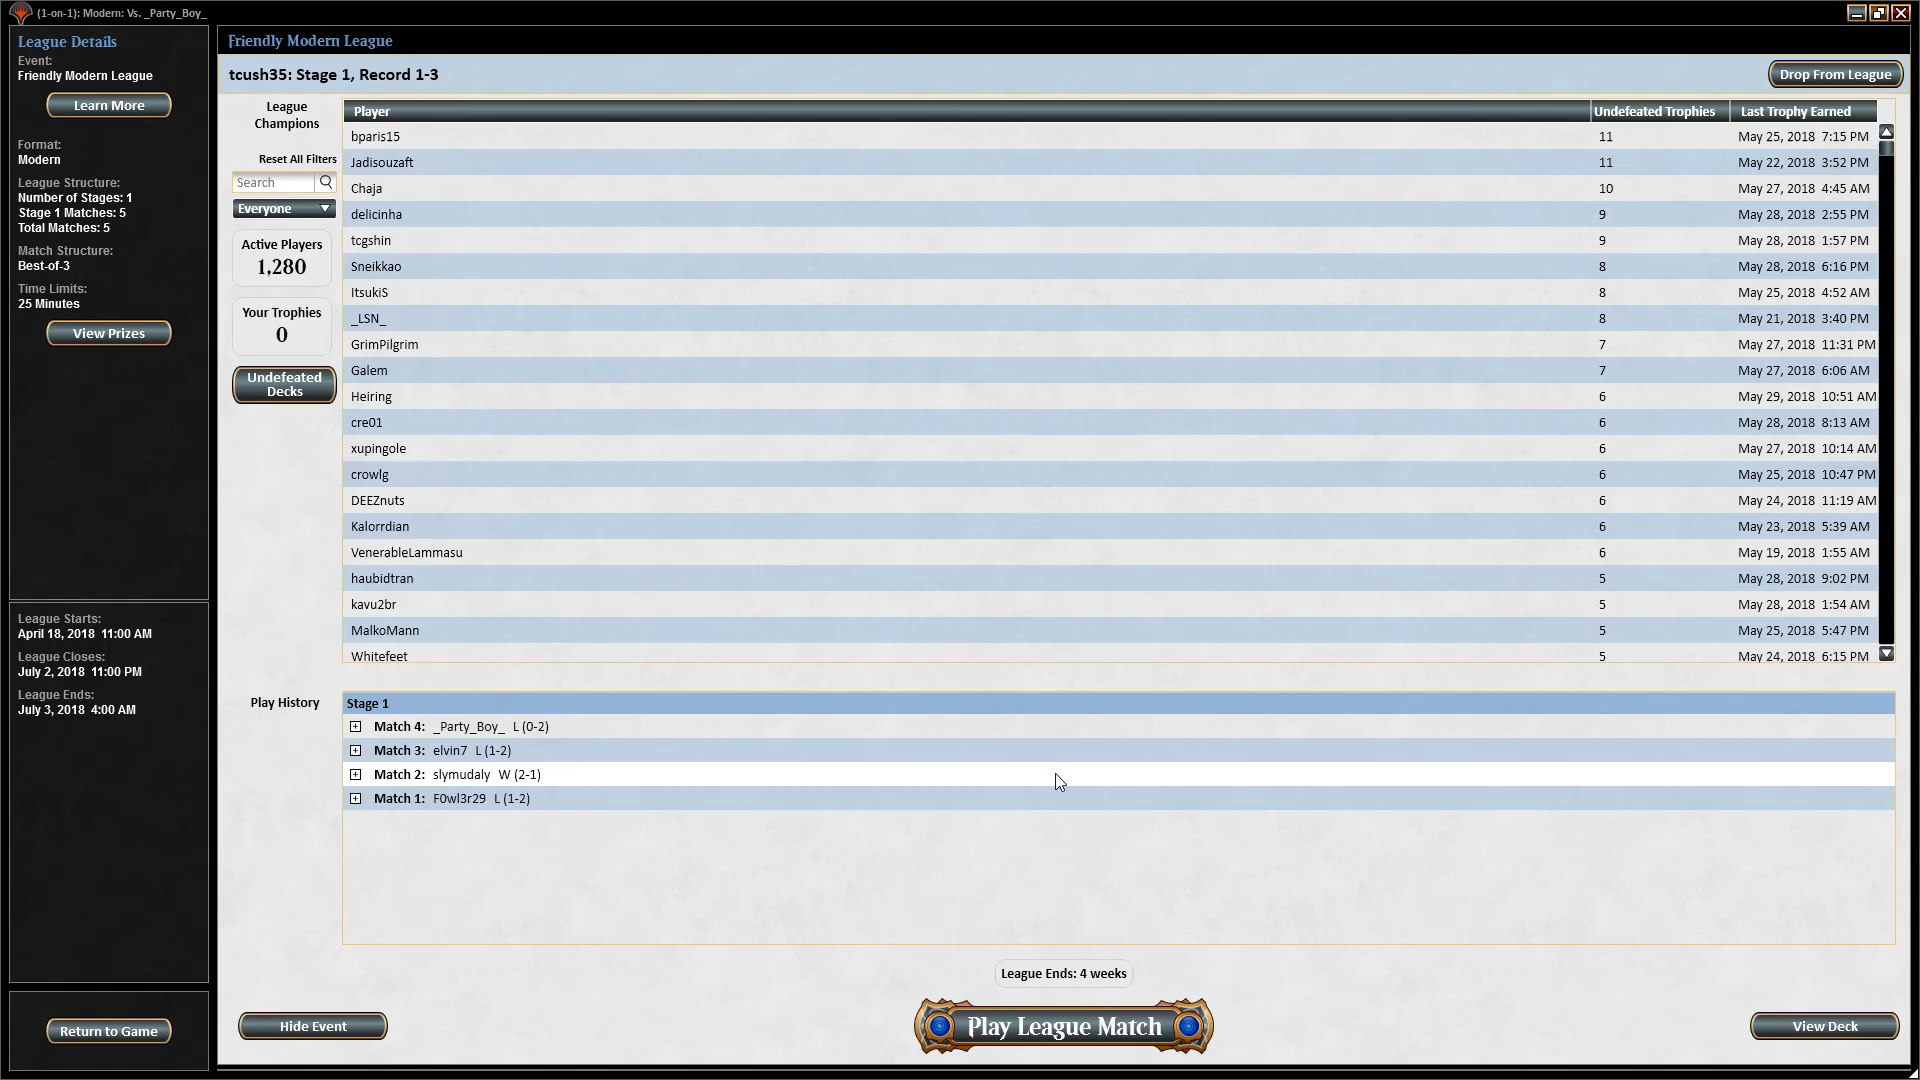 (1-on-1): Modern: Vs. _Party_Boy_
League Details
Event:
Friendly Modern League
Learn More
Format:
Modern
League Structure:
Number of Stages: 1
Stage 1 Matches: 5
Total Matches: 5
Match Structure:
Best-of-3
Time Limits:
25 Minutes
View Prizes
League Starts:
April 18, 2018 11:00 AM
League Closes:
July 2, 2018 11:00 PM
League Ends:
July 3, 2018 4:00 AM
Return to Game
Friendly Modern League
tcush35: Stage 1, Record 1-3
Drop From League
League
Champions
Reset All Filters
Search
Everyone
Active Players
1,280
Your Trophies
0
Undefeated
Decks
Player Undefeated Trophies Last Trophy Earned
bparis15 11 May 25, 2018 7:15 PM
Jadisouzaft 11 May 22, 2018 3:52 PM
Chaja 10 May 27, 2018 4:45 AM
delicinha 9 May 28, 2018 2:55 PM
tcgshin 9 May 28, 2018 1:57 PM
Sneikkao 8 May 28, 2018 6:16 PM
ItsukiS 8 May 25, 2018 4:52 AM
_LSN_ 8 May 21, 2018 3:40 PM
GrimPilgrim 7 May 27, 2018 11:31 PM
Galem 7 May 27, 2018 6:06 AM
Heiring 6 May 29, 2018 10:51 AM
cre01 6 May 28, 2018 8:13 AM
xupingole 6 May 27, 2018 10:14 AM
crowlg 6 May 25, 2018 10:47 PM
DEEZnuts 6 May 24, 2018 11:19 AM
Kalorrdian 6 May 23, 2018 5:39 AM
VenerableLammasu 6 May 19, 2018 1:55 AM
haubidtran 5 May 28, 2018 9:02 PM
kavu2br 5 May 28, 2018 1:54 AM
MalkoMann 5 May 25, 2018 5:47 PM
Whitefeet 5 May 24, 2018 6:15 PM
Play History
Stage 1
Match 4: _Party_Boy_ L (0-2)
Match 3: elvin7 L (1-2)
Match 2: slymudaly W (2-1)
Match 1: F0wl3r29 L (1-2)
League Ends: 4 weeks
Hide Event
Play League Match
View Deck